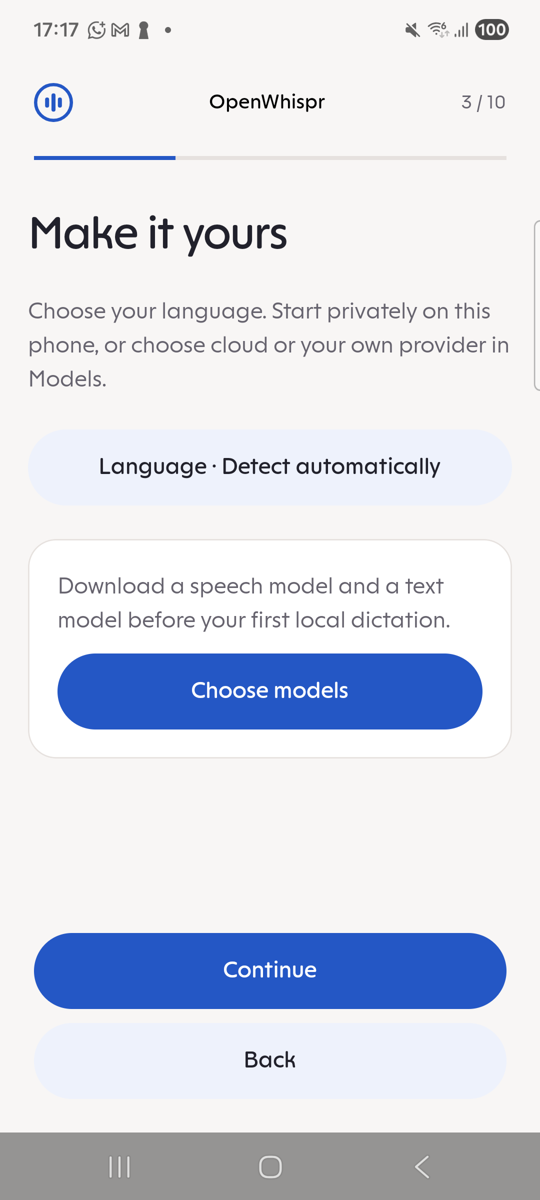 17:17
100
OpenWhispr
3 / 10
Make it yours
Choose your language. Start privately on this
phone, or choose cloud or your own provider in
Models.
Language · Detect automatically
Download a speech model and a text
model before your first local dictation.
Choose models
Continue
Back